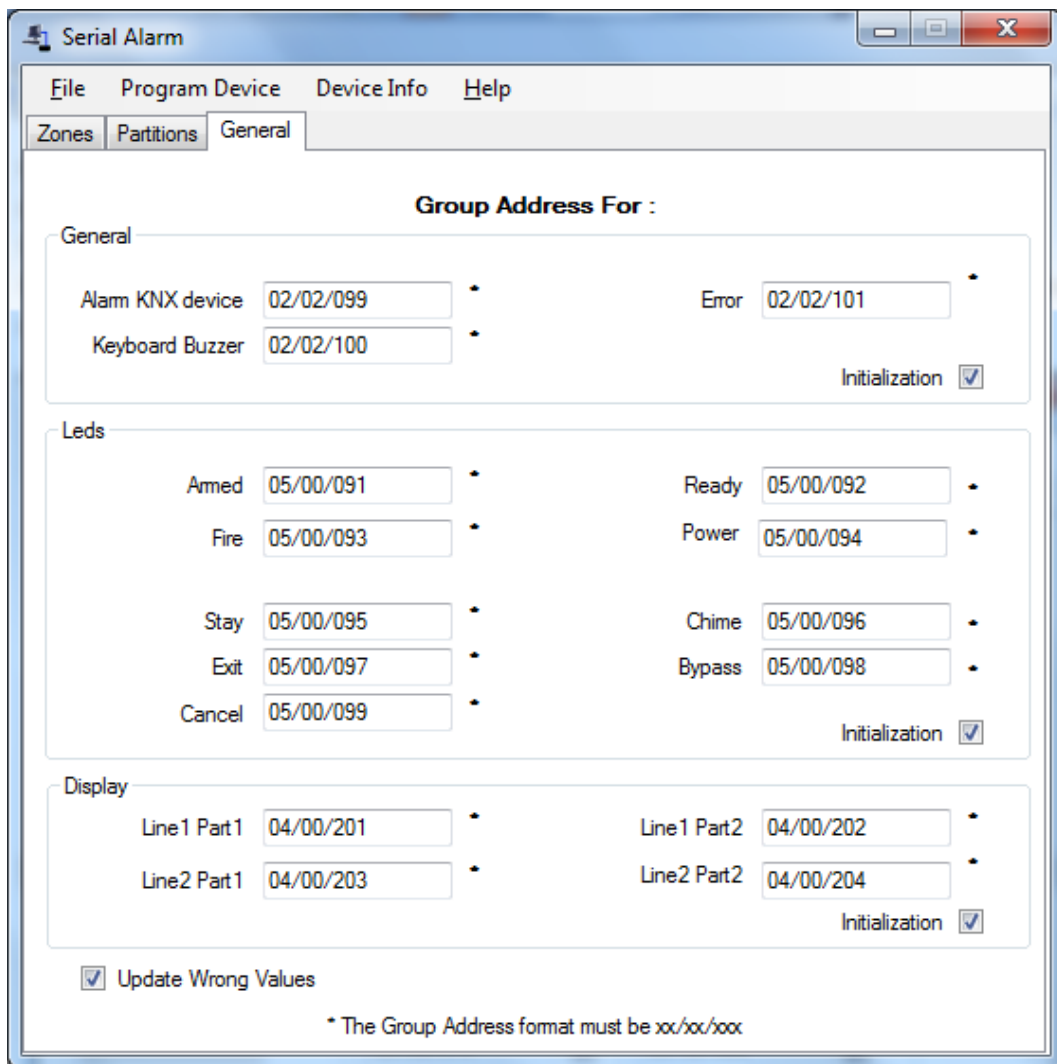 Serial Alarm
File Program Device Device Info Help
Zones Partitions General
Group Address For :
General
Alarm KNX device 02/02/099 * Error 02/02/101 *
Keyboard Buzzer 02/02/100 *
Initialization
Leds
Armed 05/00/091 * Ready 05/00/092 *
Fire 05/00/093 * Power 05/00/094 *
Stay 05/00/095 * Chime 05/00/096 *
Exit 05/00/097 * Bypass 05/00/098 *
Cancel 05/00/099 *
Initialization
Display
Line1 Part1 04/00/201 * Line1 Part2 04/00/202 *
Line2 Part1 04/00/203 * Line2 Part2 04/00/204 *
Initialization
Update Wrong Values
* The Group Address format must be xx/xx/xxx